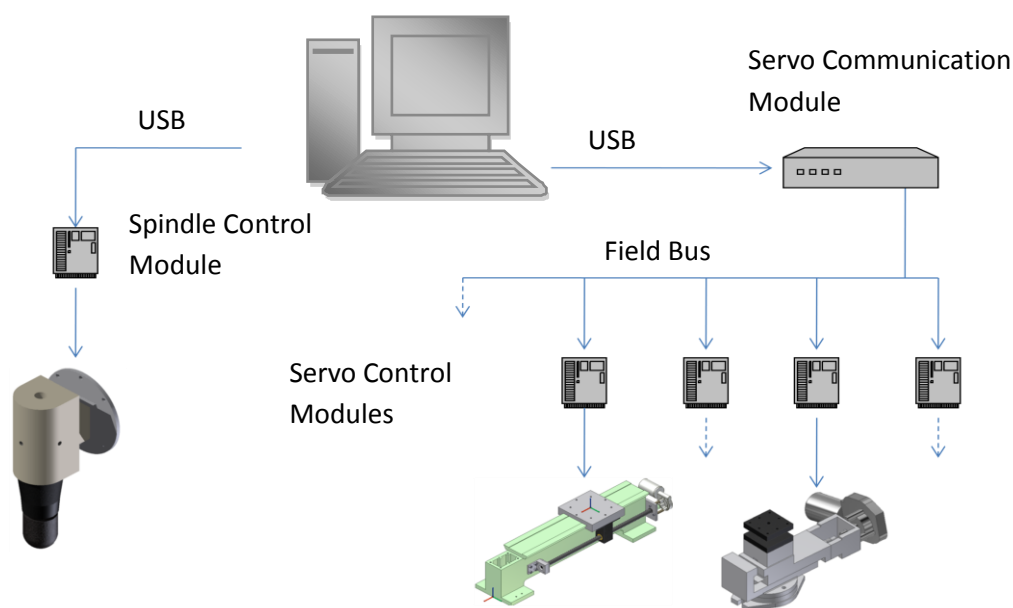 Servo Communication
Module
USB
USB
Spindle Control
Module
Field Bus
Servo Control
Modules